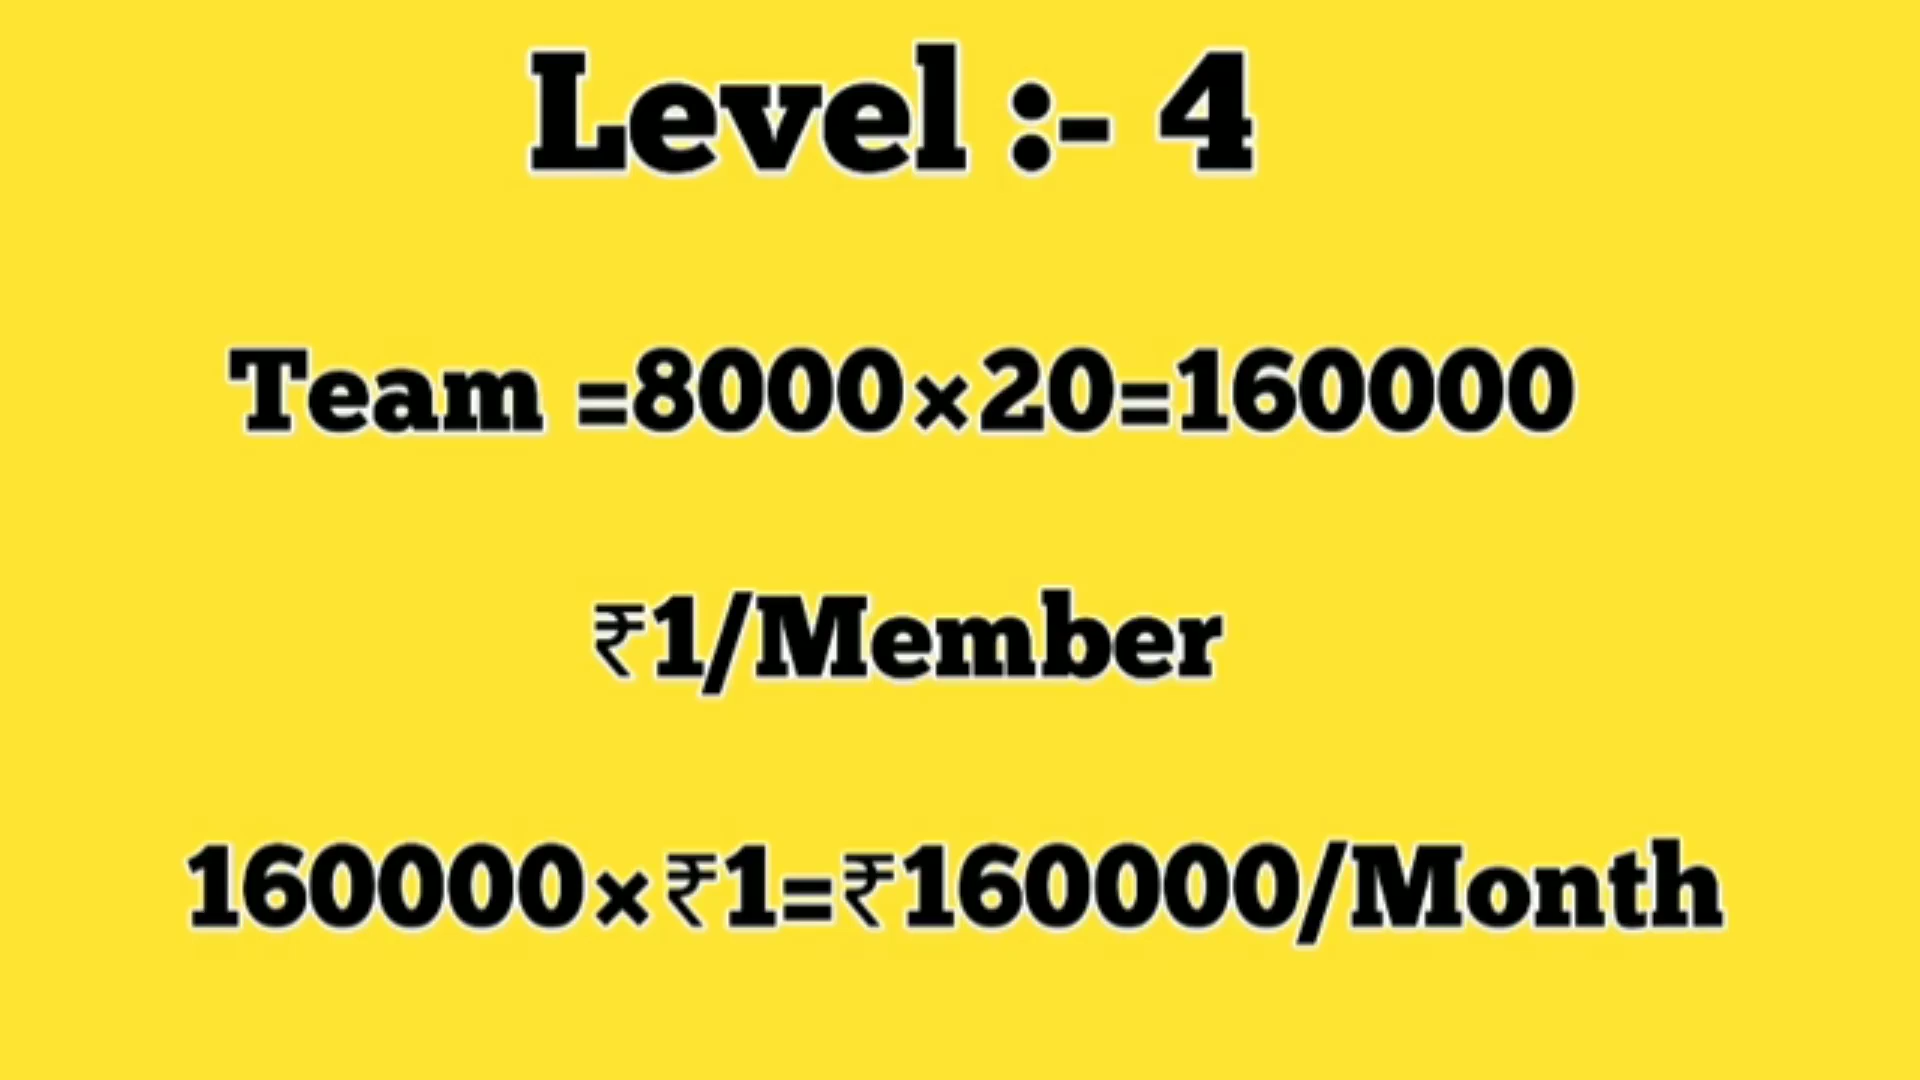 Level :- 4
Team =8000×20=160000
₹1/Member
160000×₹1=₹160000/Month